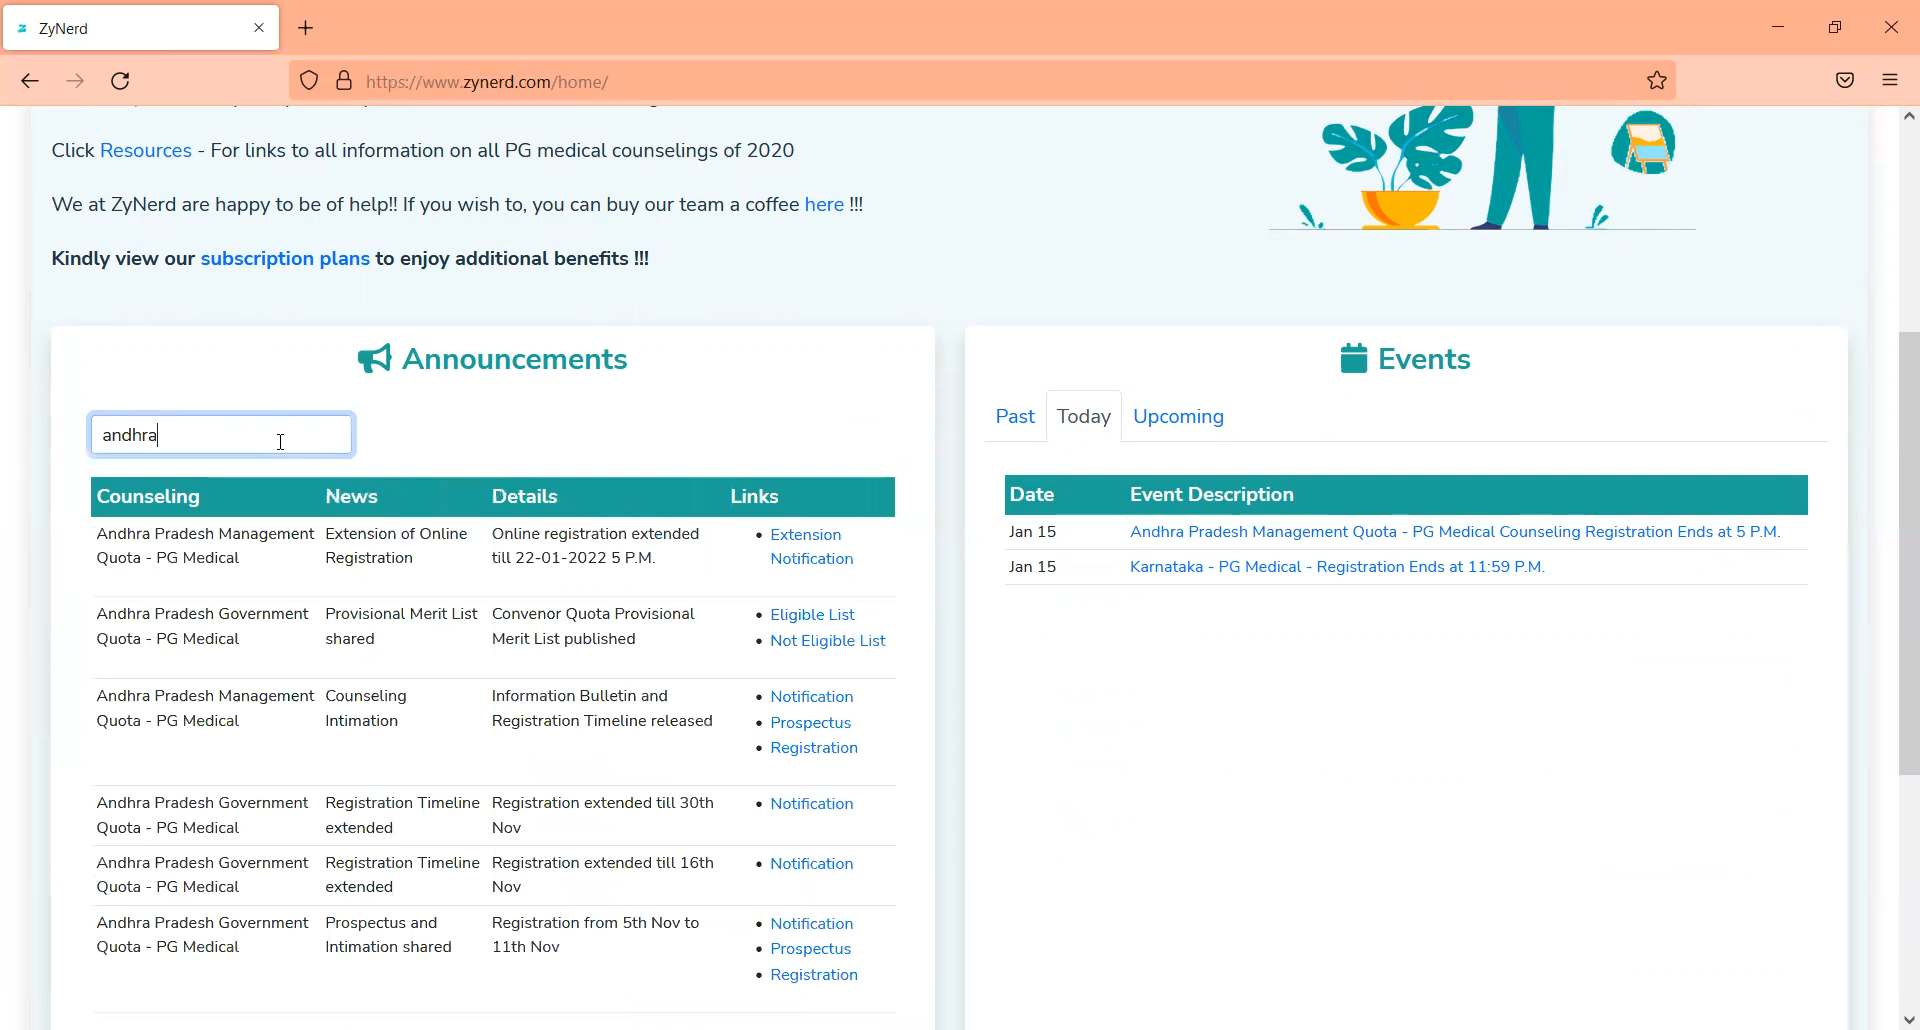 ZyNerd
https://www.zynerd.com/home/
Click Resources - For links to all information on all PG medical counselings of 2020
We at ZyNerd are happy to be of help!! If you wish to, you can buy our team a coffee here !!!
Kindly view our subscription plans to enjoy additional benefits !!!
Announcements
andhra
Counseling News Details Links
Andhra Pradesh Management Extension of Online Online registration extended • Extension
Quota - PG Medical Registration till 22-01-2022 5 P.M. Notification
Andhra Pradesh Government Provisional Merit List Convenor Quota Provisional • Eligible List
Quota - PG Medical shared Merit List published • Not Eligible List
Andhra Pradesh Management Counseling Information Bulletin and • Notification
Quota - PG Medical Intimation Registration Timeline released • Prospectus
• Registration
Andhra Pradesh Government Registration Timeline Registration extended till 30th • Notification
Quota - PG Medical extended Nov
Andhra Pradesh Government Registration Timeline Registration extended till 16th • Notification
Quota - PG Medical extended Nov
Andhra Pradesh Government Prospectus and Registration from 5th Nov to • Notification
Quota - PG Medical Intimation shared 11th Nov • Prospectus
• Registration
Events
Past Today Upcoming
Date Event Description
Jan 15 Andhra Pradesh Management Quota - PG Medical Counseling Registration Ends at 5 P.M.
Jan 15 Karnataka - PG Medical - Registration Ends at 11:59 P.M.